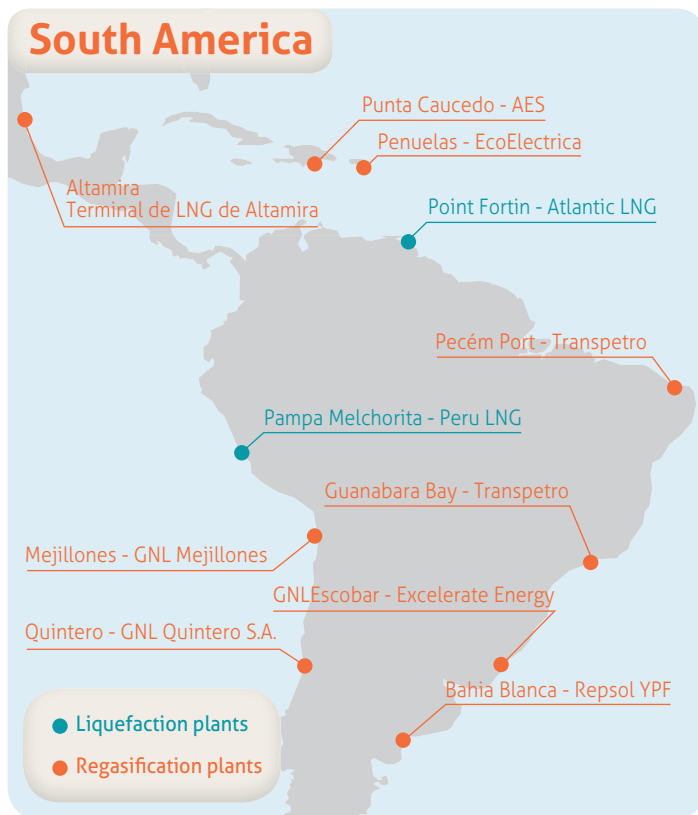 South America
Punta Caucedo - AES
Penuelas - EcoElectrica
Altamira
Terminal de LNG de Altamira
Point Fortin - Atlantic LNG
Pecém Port - Transpetro
Pampa Melchorita - Peru LNG
Guanabara Bay - Transpetro
Mejillones - GNL Mejillones
GNLEscobar - Excelerate Energy
Quintero - GNL Quintero S.A.
Bahia Blanca - Repsol YPF
Liquefaction plants
Regasification plants